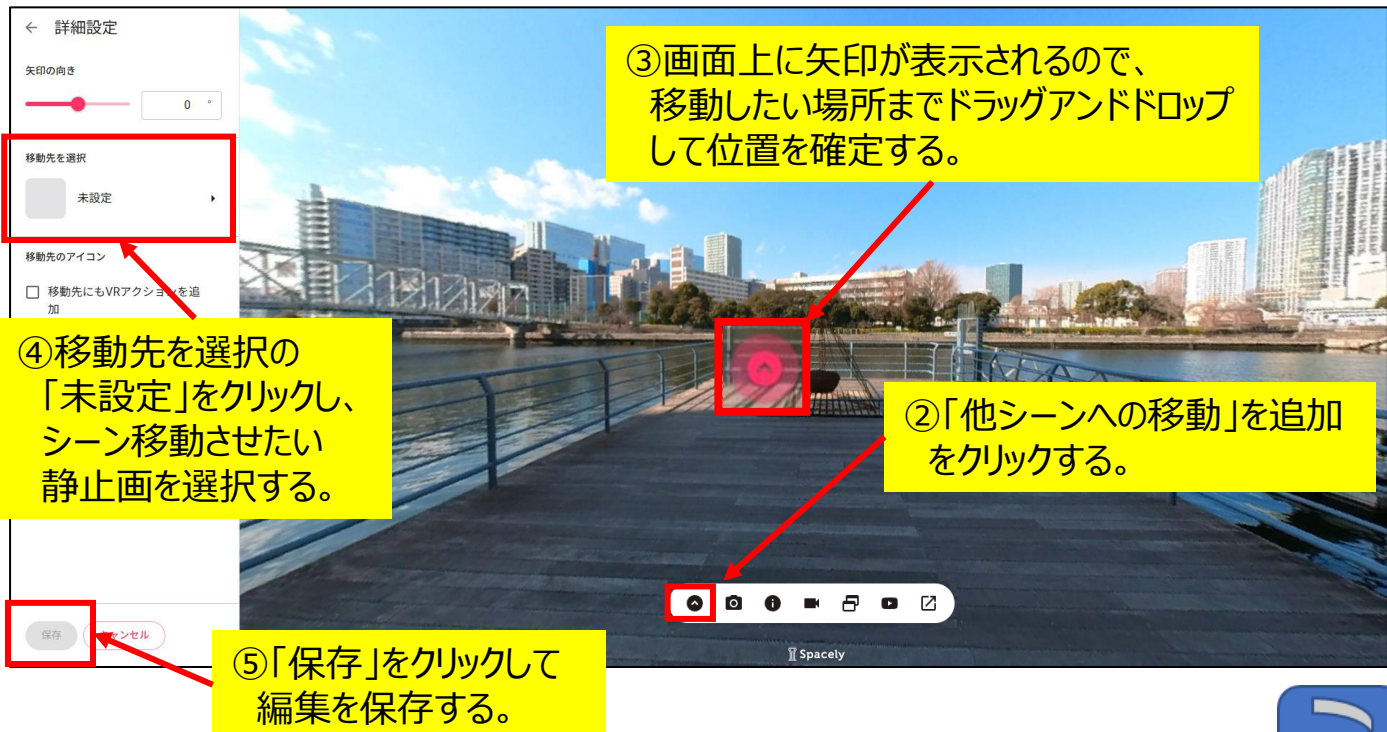 ← 詳細設定
矢印の向き
0 °
移動先を選択
未設定
移動先のアイコン
移動先にもVRアクションを追
加
③画面上に矢印が表示されるので、
移動したい場所までドラッグアンドドロップ
して位置を確定する。
④移動先を選択の
「未設定」をクリックし、
シーン移動させたい
静止画を選択する。
②「他シーンへの移動」を追加
をクリックする。
保存
キャンセル
⑤「保存」をクリックして
編集を保存する。
Spacely